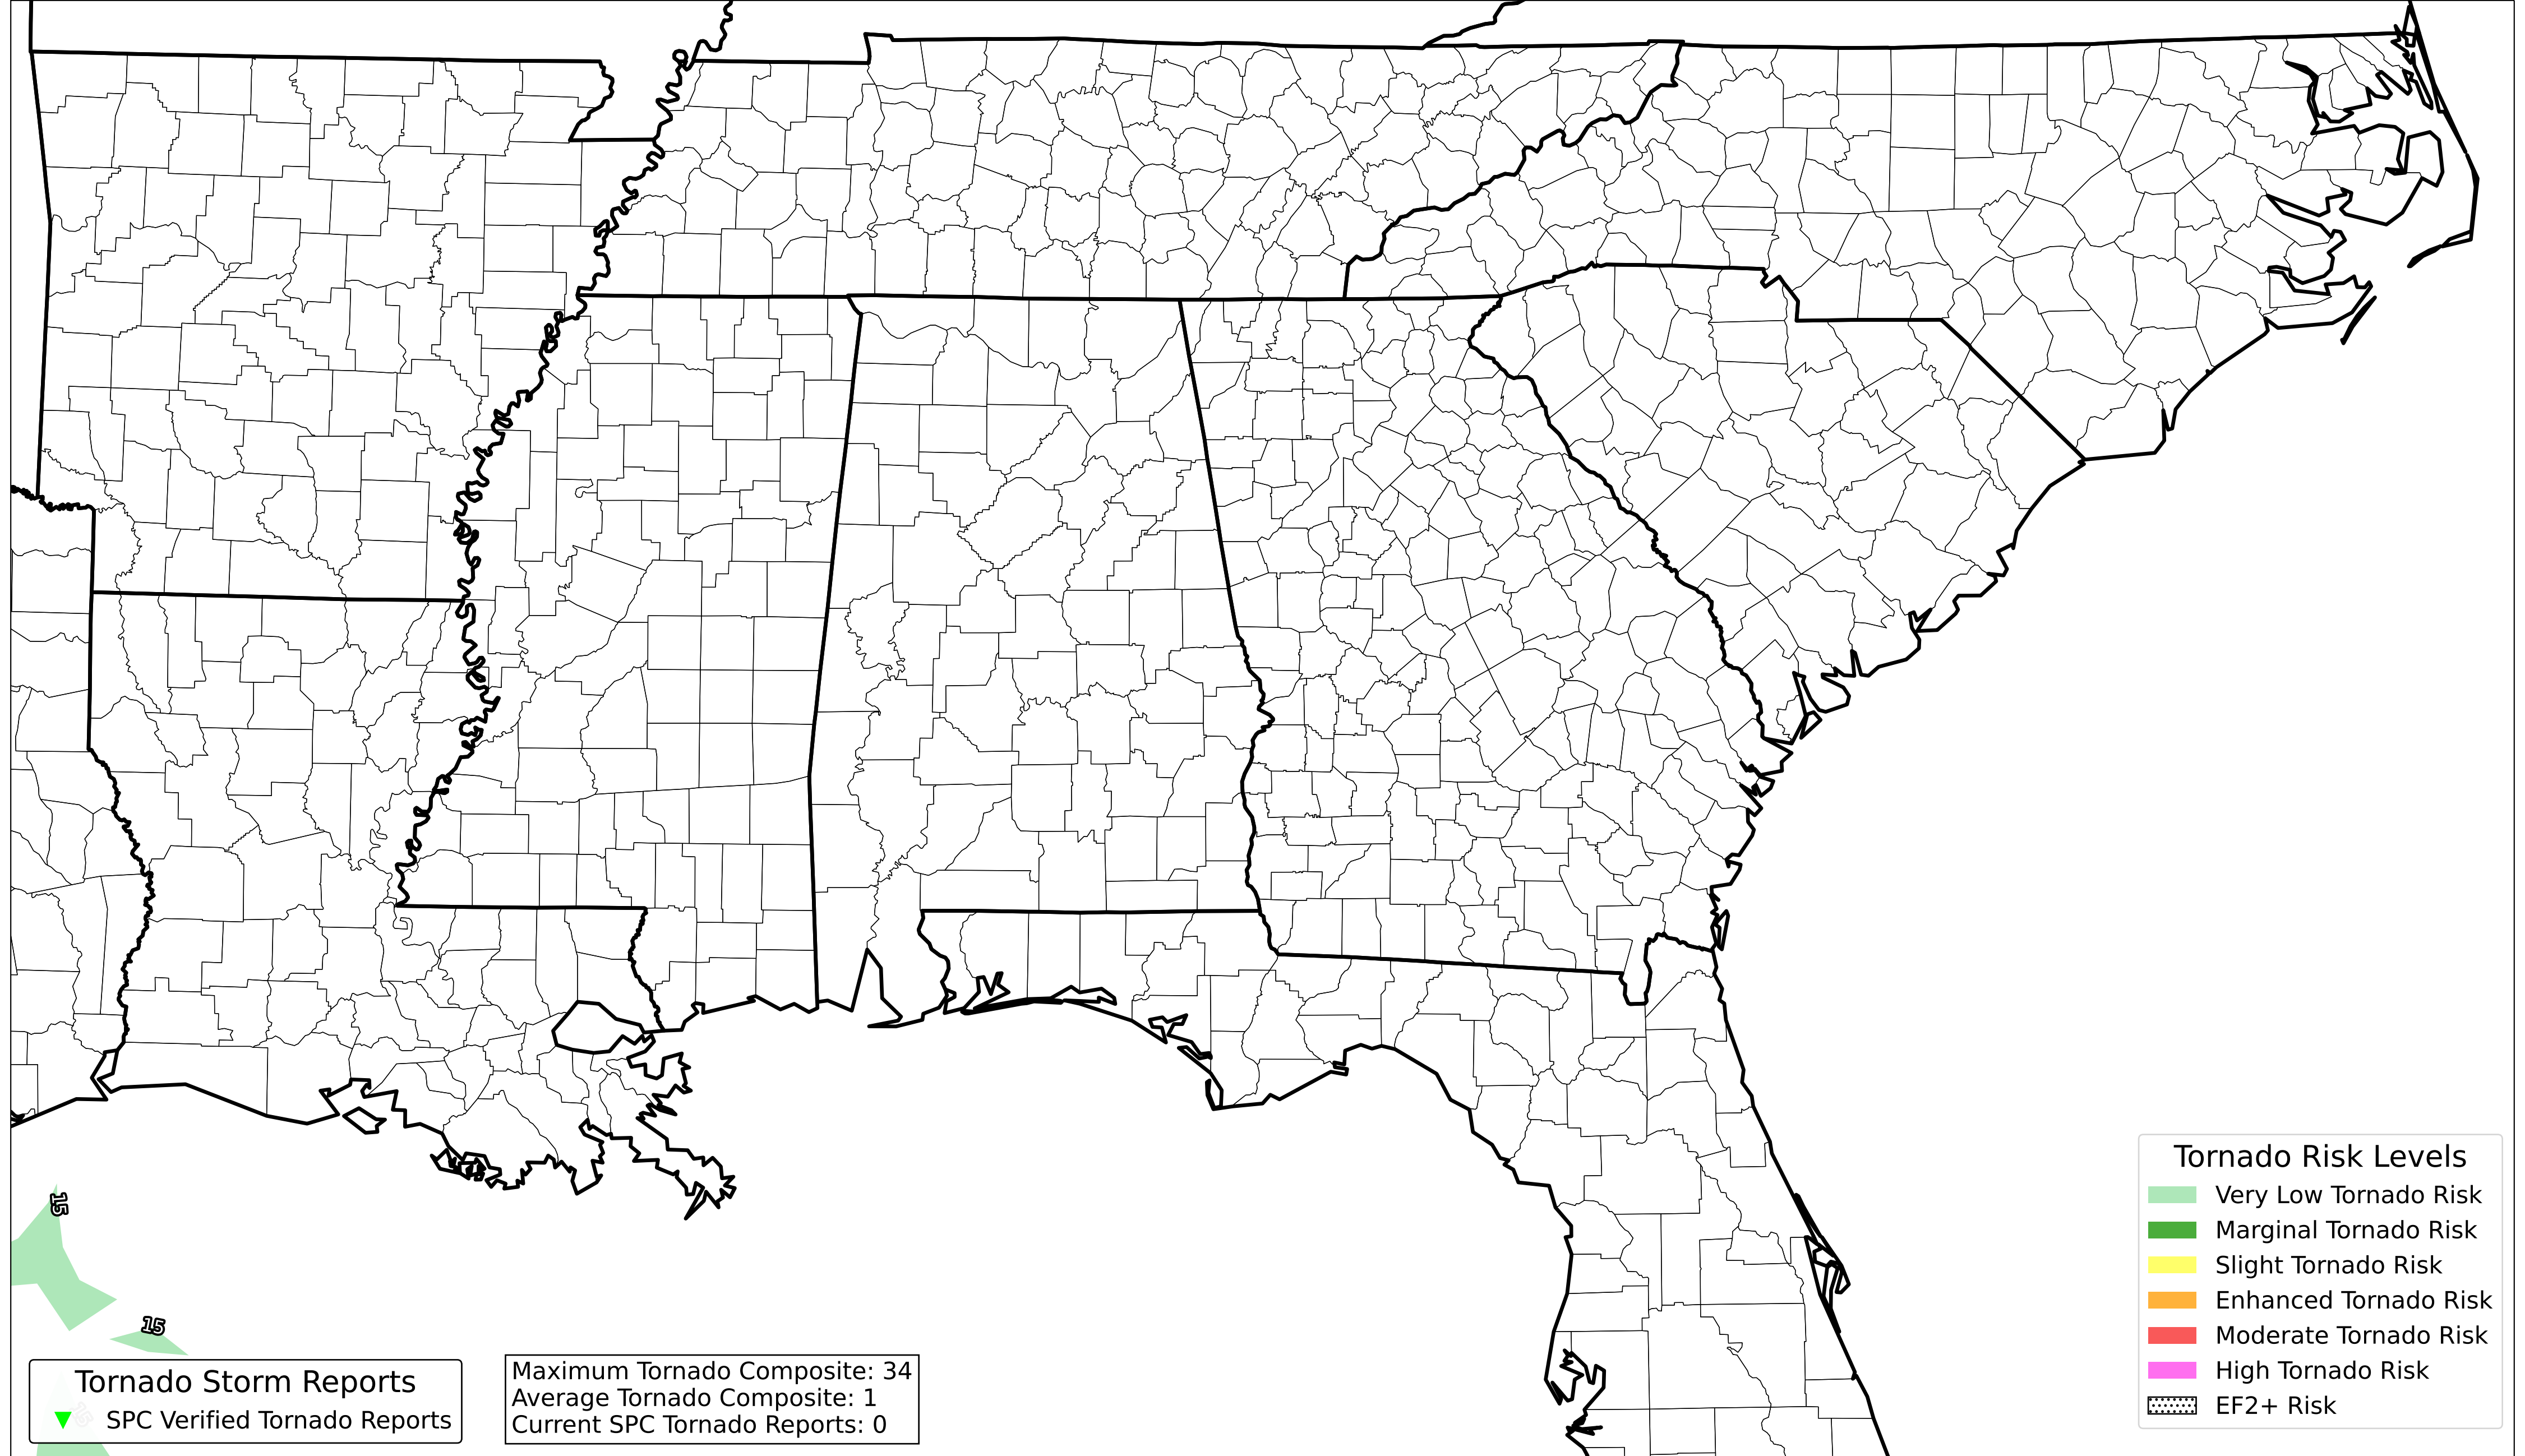 15
15
Tornado Storm Reports
SPC Verified Tornado Reports
15
Maximum Tornado Composite: 34
Average Tornado Composite: 1
Current SPC Tornado Reports: 0
Tornado Risk Levels
Very Low Tornado Risk
Marginal Tornado Risk
Slight Tornado Risk
Enhanced Tornado Risk
Moderate Tornado Risk
High Tornado Risk
EF2+ Risk